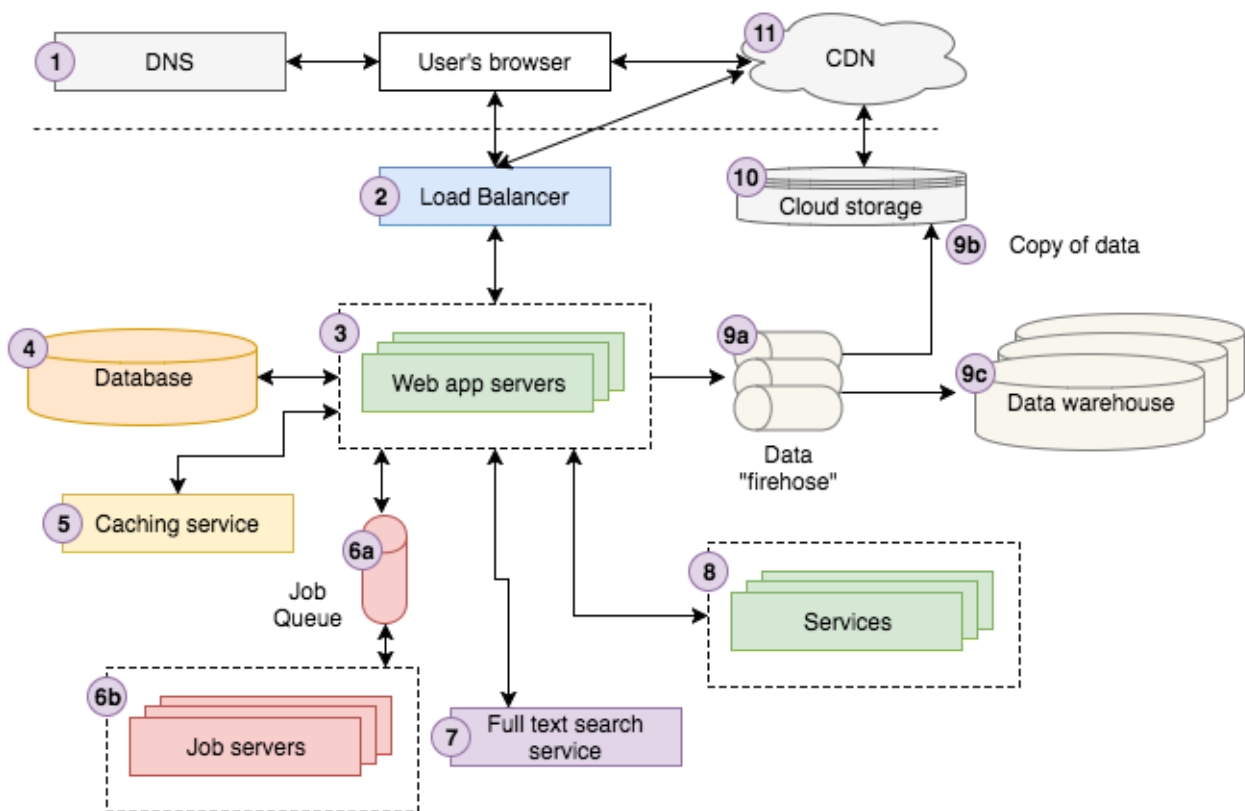 1
DNS
User's browser
11
CDN
2
Load Balancer
10
Cloud storage
9b
Copy of data
3
Web app servers
4
Database
9a
Data
"firehose"
9c
Data warehouse
5
Caching service
6a
Job
Queue
8
Services
6b
Job servers
7
Full text search
service